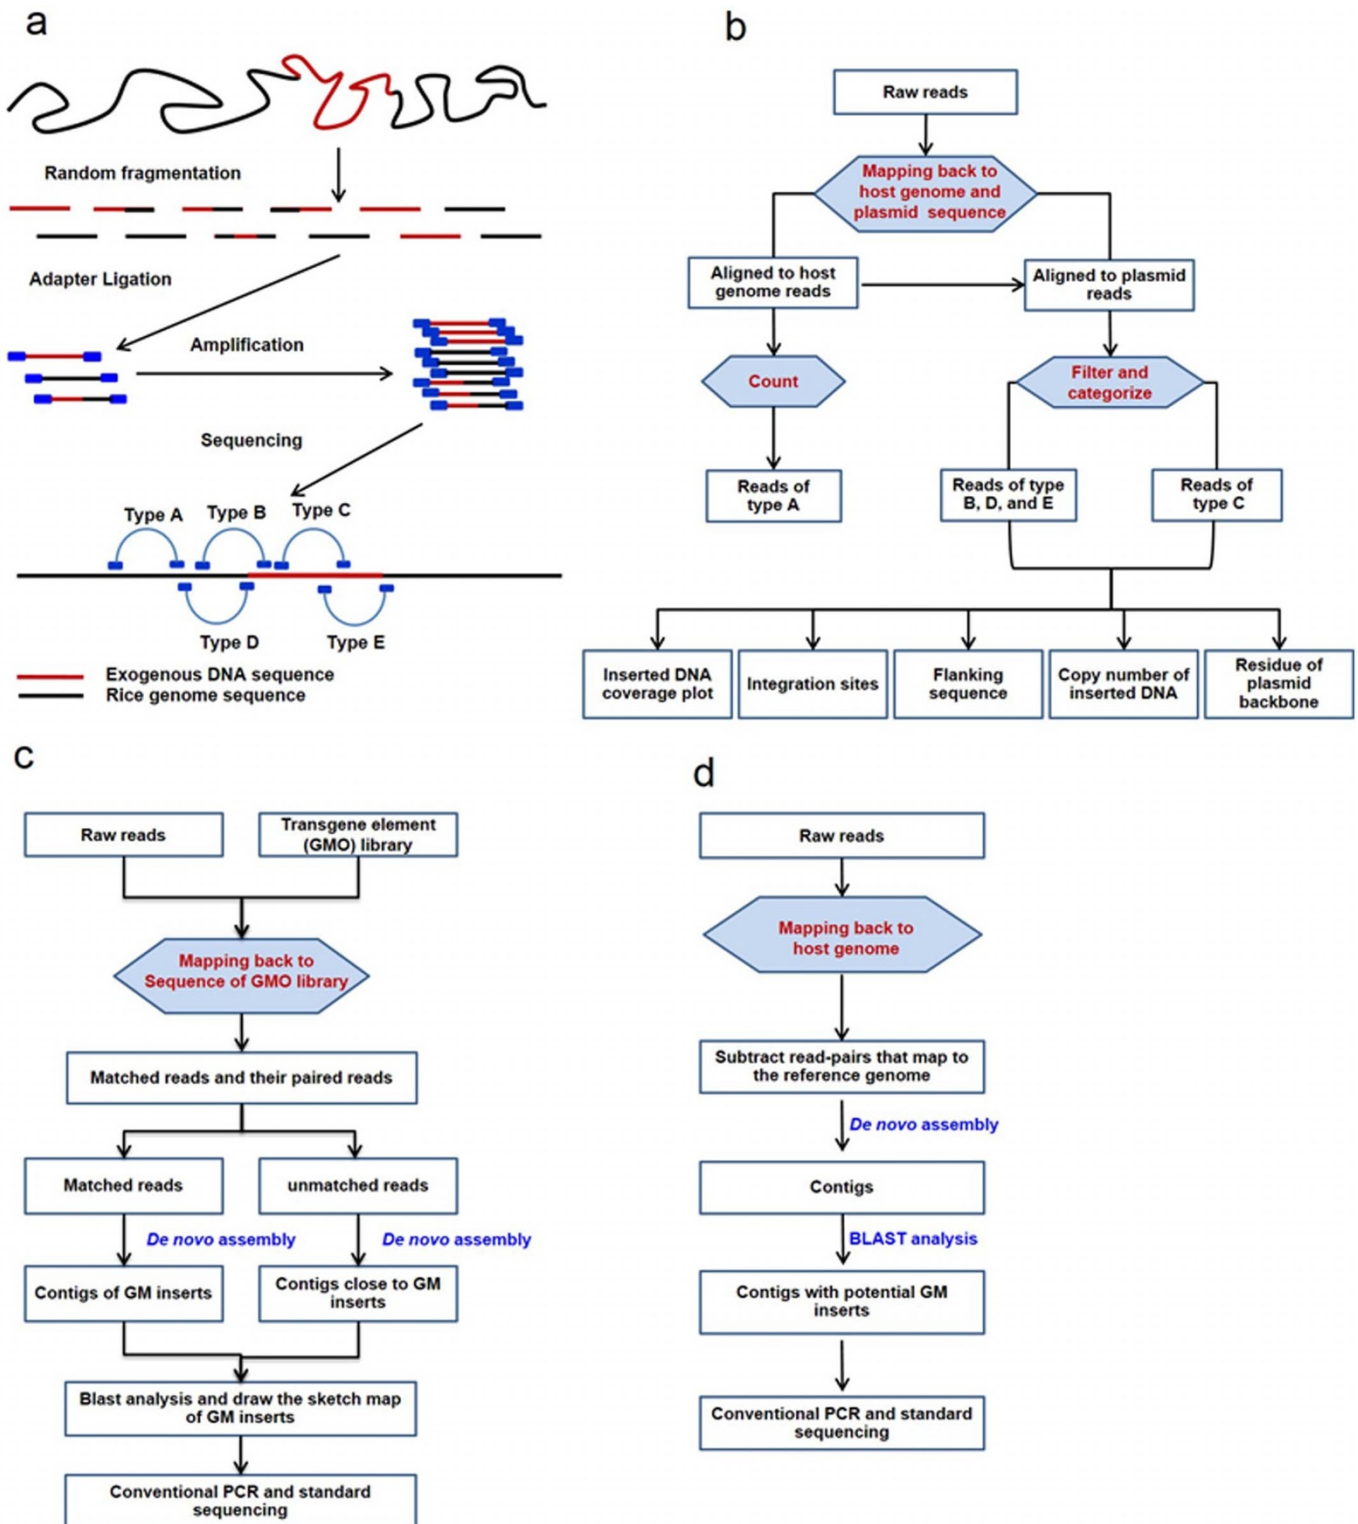 a
Random fragmentation
Adapter Ligation
Amplification
Sequencing
Type A
Type B
Type C
Type D
Type E
Exogenous DNA sequence
Rice genome sequence
b
Raw reads
Mapping back to
host genome and
plasmid sequence
Aligned to host
genome reads
Aligned to plasmid
reads
Count
Filter and
categorize
Reads of
type A
Reads of type
B, D, and E
Reads of
type C
Inserted DNA
coverage plot
Integration sites
Flanking
sequence
Copy number of
inserted DNA
Residue of
plasmid
backbone
c
Raw reads
Transgene element
(GMO) library
Mapping back to
Sequence of GMO library
Matched reads and their paired reads
Matched reads
unmatched reads
De novo assembly
De novo assembly
Contigs of GM inserts
Contigs close to GM
inserts
Blast analysis and draw the sketch map
of GM inserts
Conventional PCR and standard
sequencing
d
Raw reads
Mapping back to
host genome
Subtract read-pairs that map to
the reference genome
De novo assembly
Contigs
BLAST analysis
Contigs with potential GM
inserts
Conventional PCR and standard
sequencing